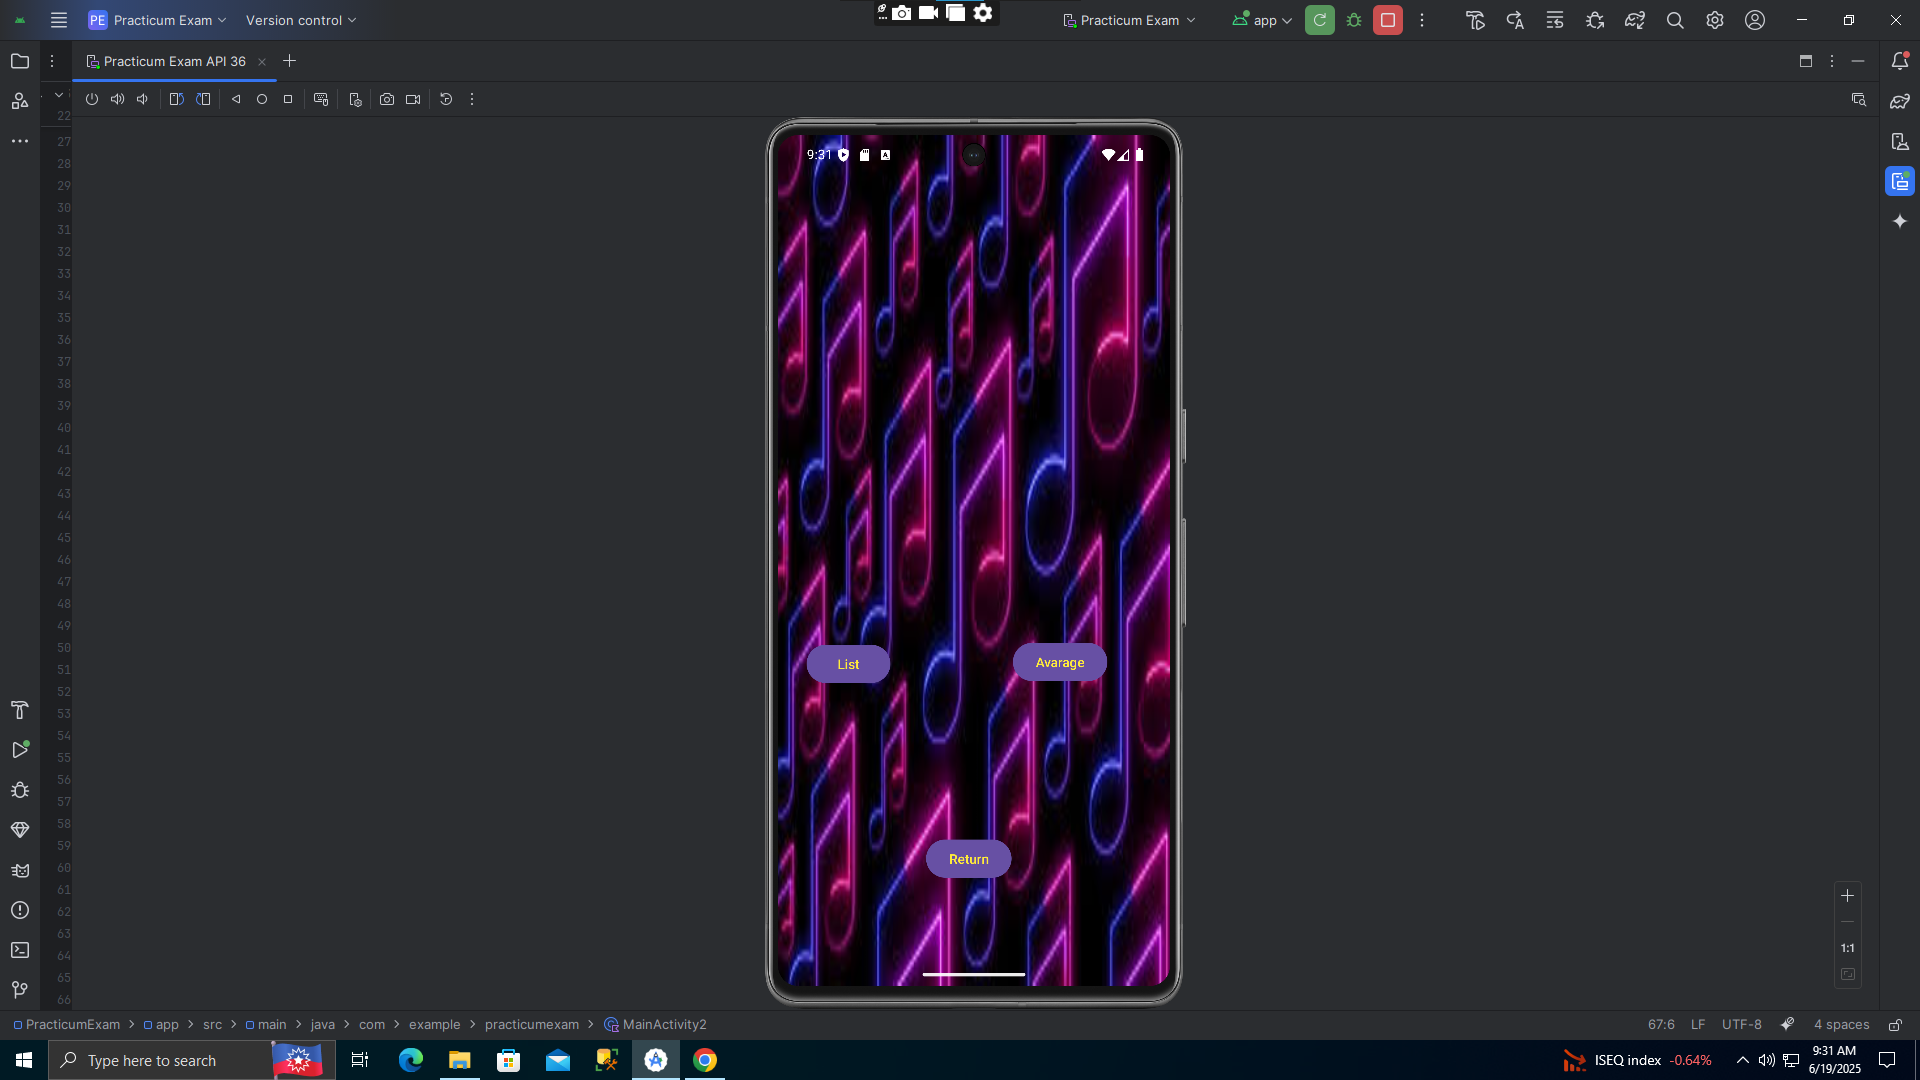 PE Practicum Exam
Version control
Practicum Exam
app
Practicum Exam API 36
22
27
28
29
30
31
32
33
34
35
36
37
38
39
40
41
42
43
44
45
46
47
48
49
50
51
52
53
54
55
56
57
58
59
60
61
62
63
64
65
66
9:31
A
List
Avarage
Return
1:1
PracticumExam
app
src
main
java
com
example
practicumexam
MainActivity2
67:6
LF
UTF-8
4 spaces
Type here to search
ISEQ index -0.64%
9:31 AM
6/19/2025